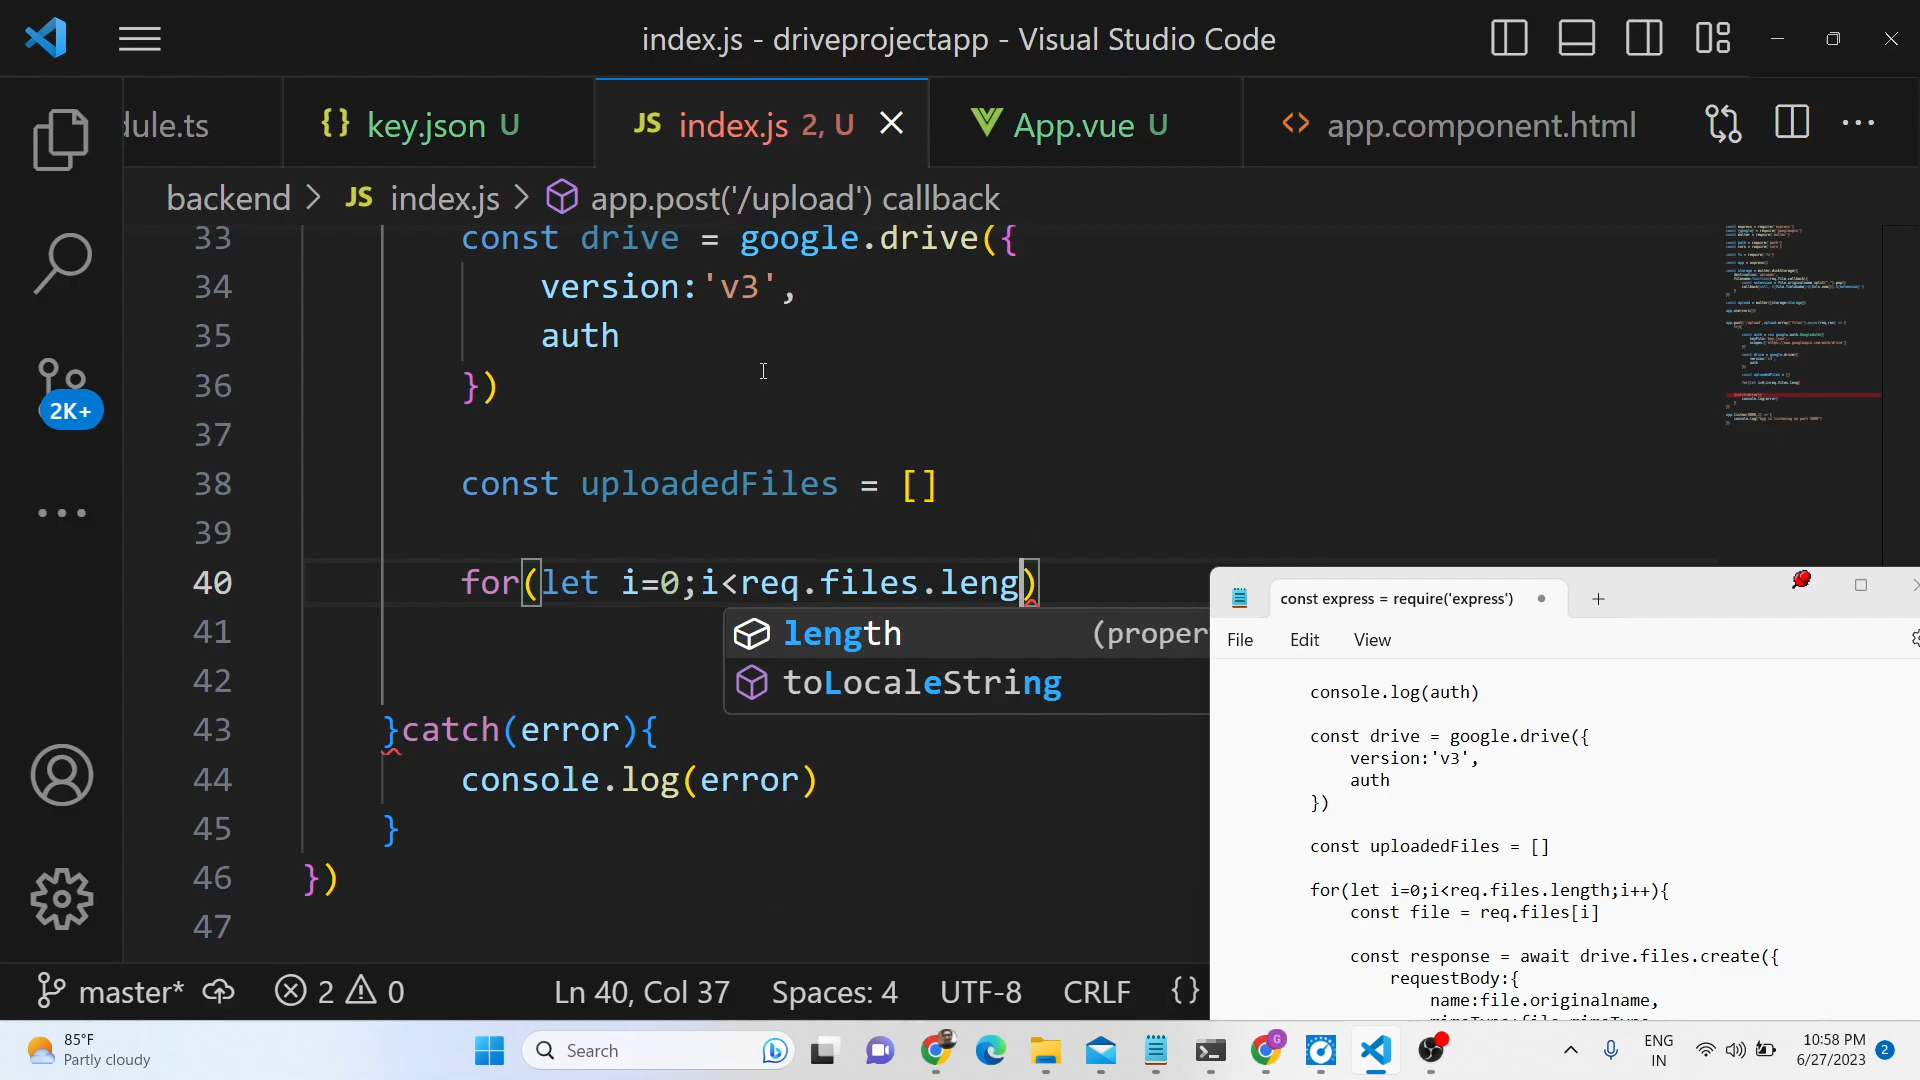 index.js - driveprojectapp - Visual Studio Code
dule.ts
{} key.json U
JS index.js 2, U
App.vue U
<> app.component.html
backend > JS index.js > app.post('/upload') callback
33 const drive = google.drive({
34 version:'v3',
35 auth
36 })
37
38 const uploadedFiles = []
39
40 for(let i=0;i<req.files.leng)
41
length (proper
toLocaleString
42
43 }catch(error){
44 console.log(error)
45 }
46 })
47
2K+
const express = require('express')
File Edit View
console.log(auth)
const drive = google.drive({
version:'v3',
auth
})
const uploadedFiles = []
for(let i=0;i<req.files.length;i++){
const file = req.files[i]
const response = await drive.files.create({
requestBody:{
name:file.originalname,
master* 2 0 Ln 40, Col 37 Spaces: 4 UTF-8 CRLF {}
85°F
Partly cloudy
Search
ENG
IN
10:58 PM
6/27/2023
2